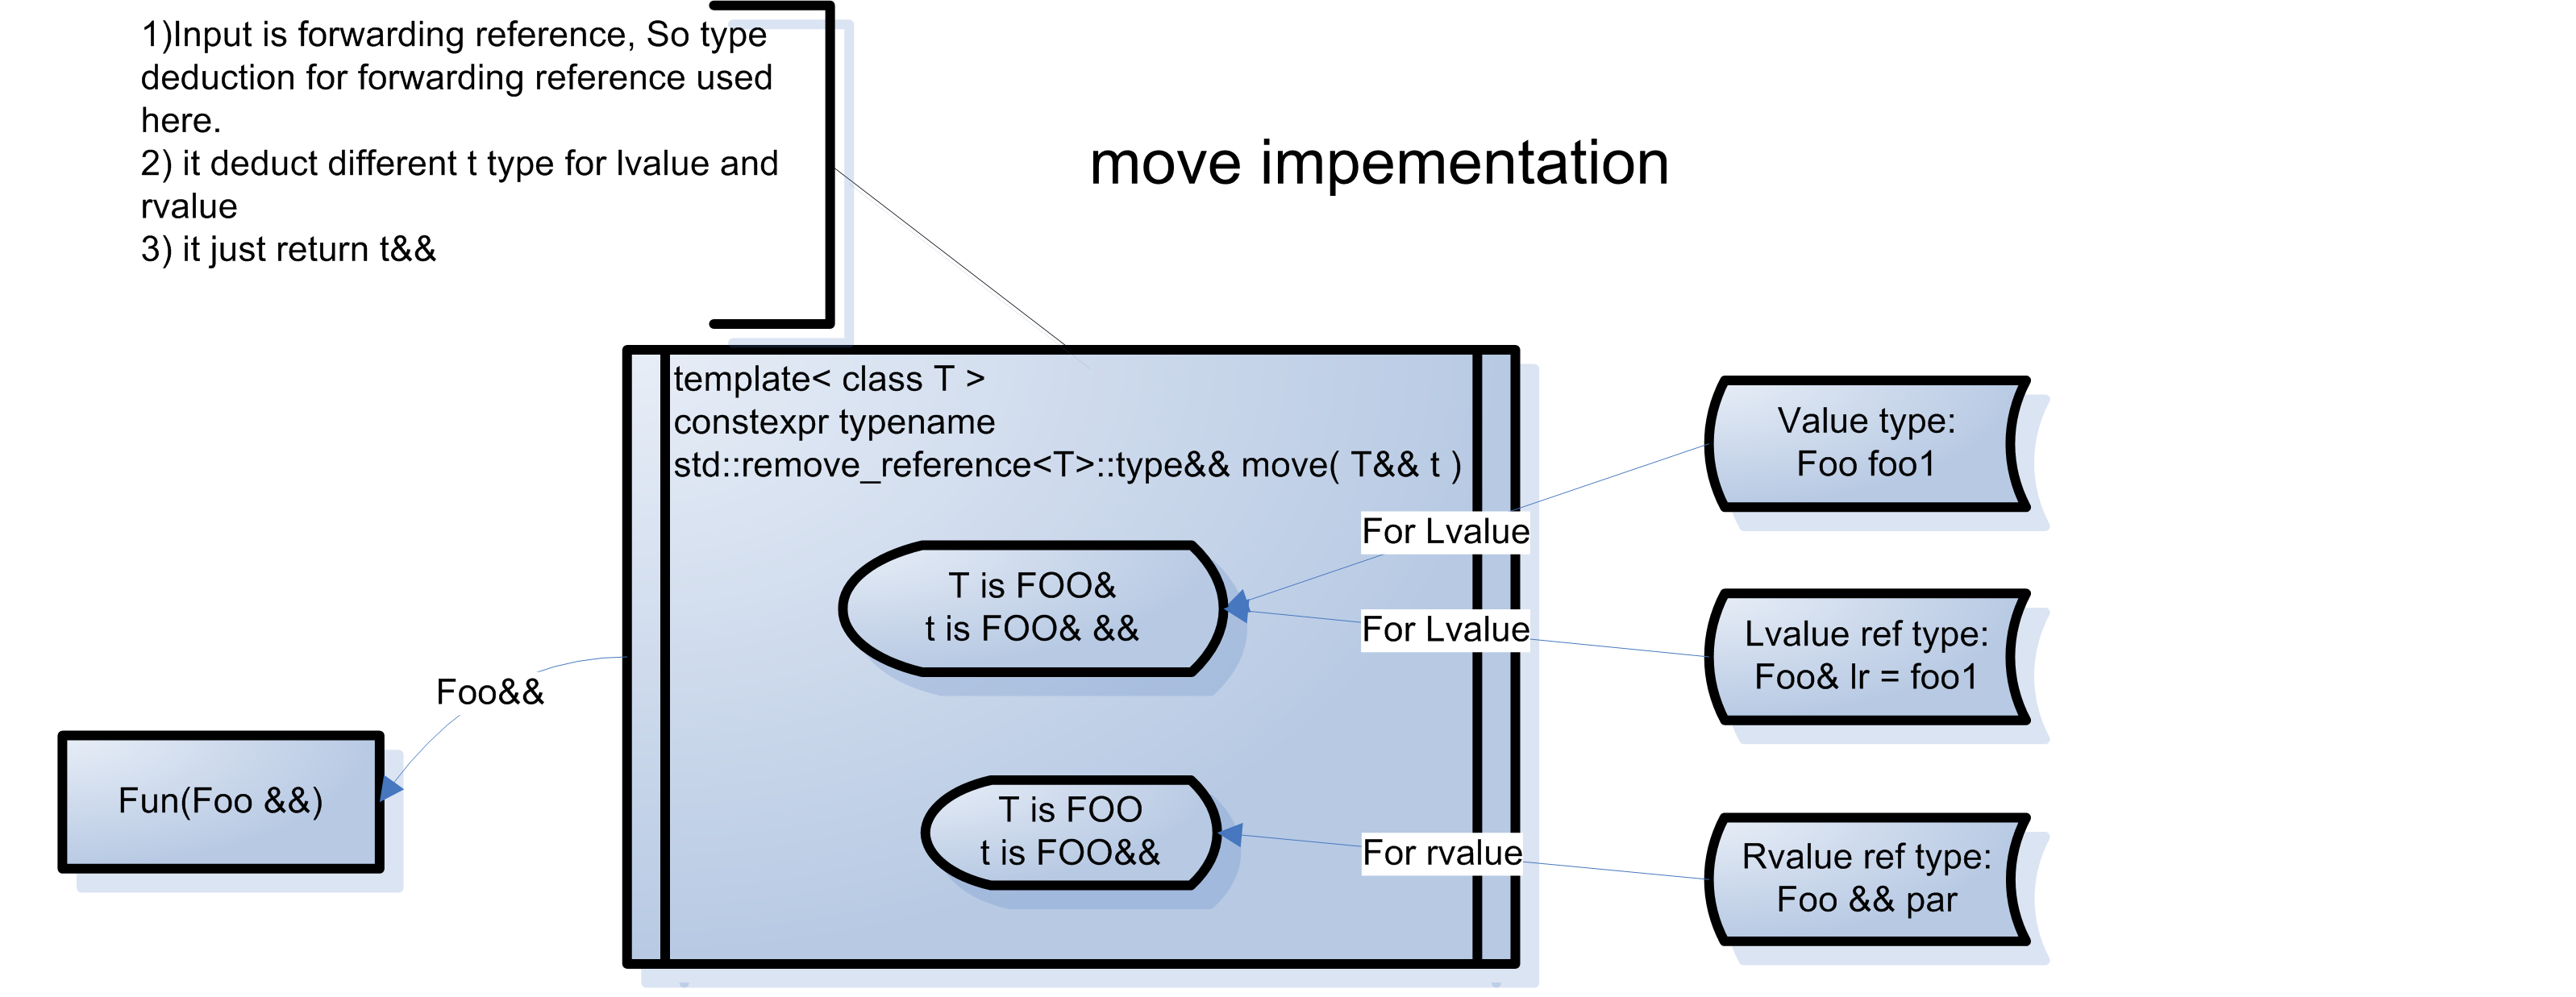 1)Input is forwarding reference, So type
deduction for forwarding reference used
here.
2) it deduct different t type for lvalue and
rvalue
3) it just return t&&
move impementation
template< class T >
constexpr typename
std::remove_reference<T>::type&& move( T&& t )
Value type:
Foo foo1
For Lvalue
T is FOO&
t is FOO& &&
For Lvalue
Lvalue ref type:
Foo& lr = foo1
Foo&&
Fun(Foo &&)
T is FOO
t is FOO&&
For rvalue
Rvalue ref type:
Foo && par